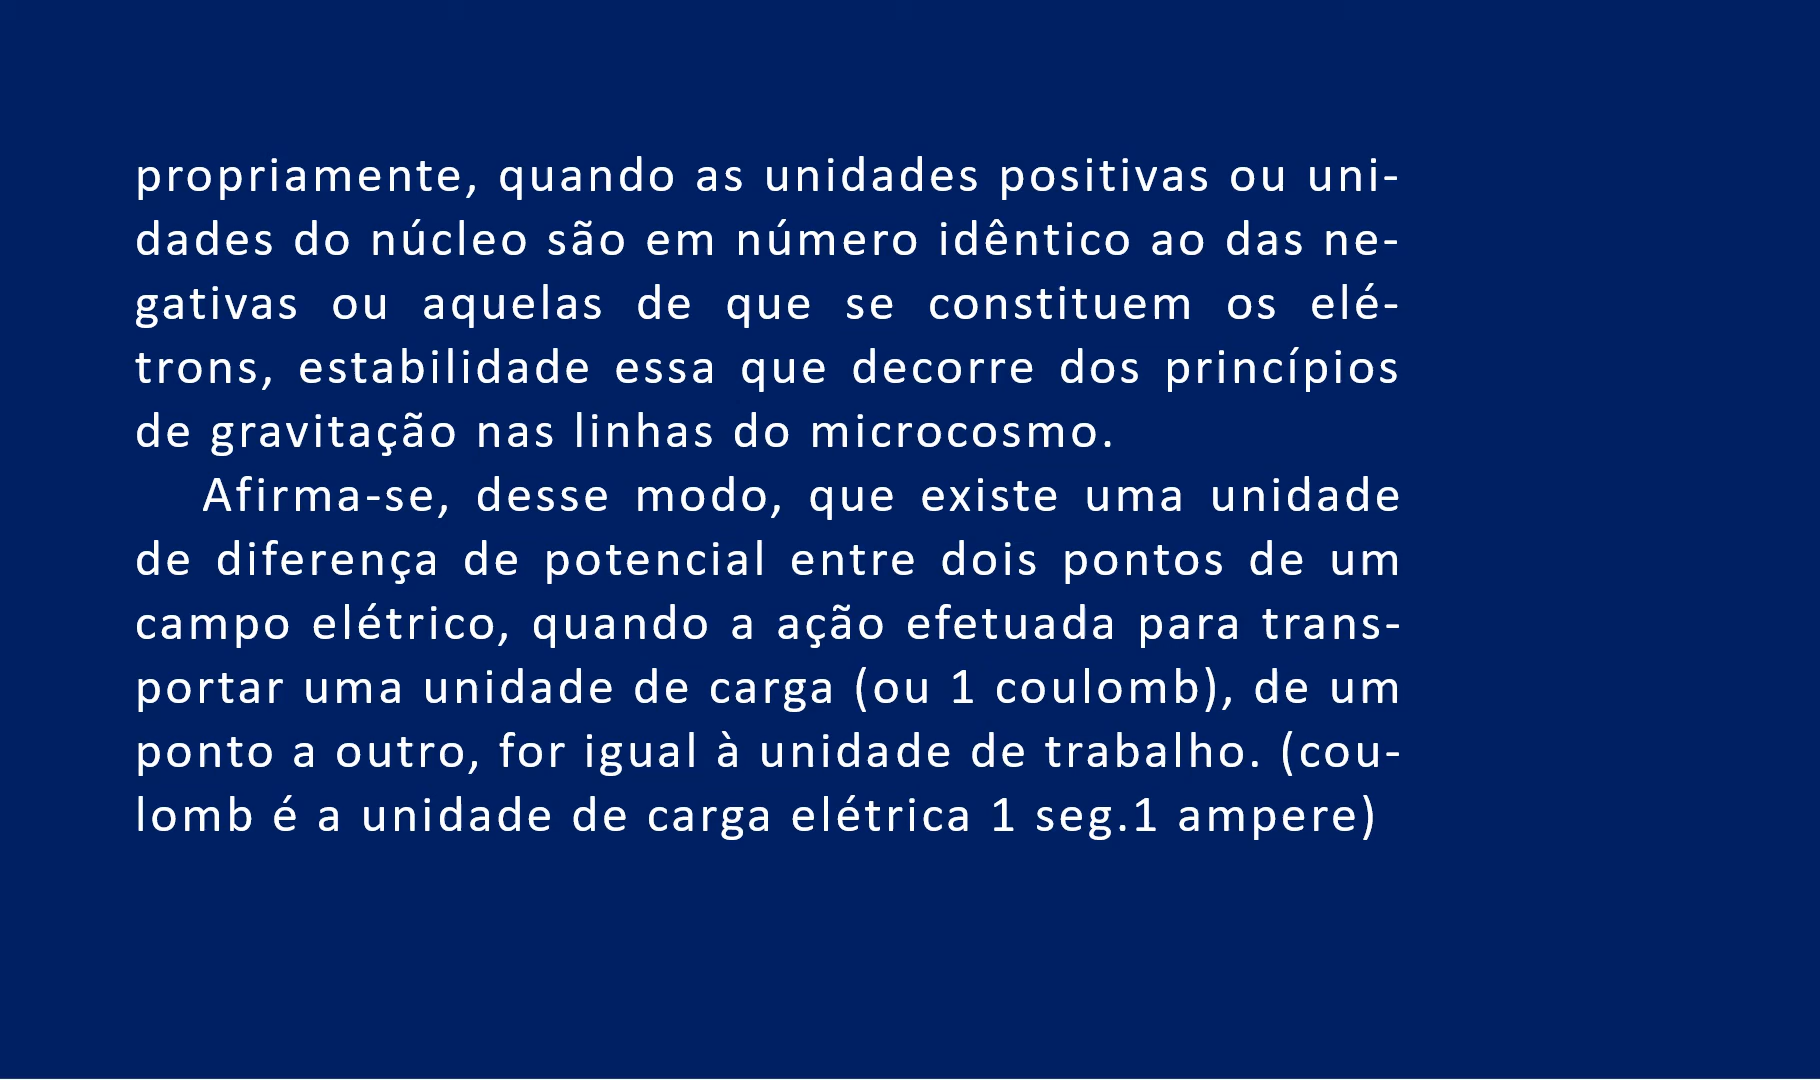 propriamente, quando as unidades positivas ou uni-
dades do núcleo são em número idêntico ao das ne-
gativas ou aquelas de que se constituem os elé-
trons, estabilidade essa que decorre dos princípios
de gravitação nas linhas do microcosmo.
Afirma-se, desse modo, que existe uma unidade
de diferença de potencial entre dois pontos de um
campo elétrico, quando a ação efetuada para trans-
portar uma unidade de carga (ou 1 coulomb), de um
ponto a outro, for igual à unidade de trabalho. (cou-
lomb é a unidade de carga elétrica 1 seg.1 ampere)